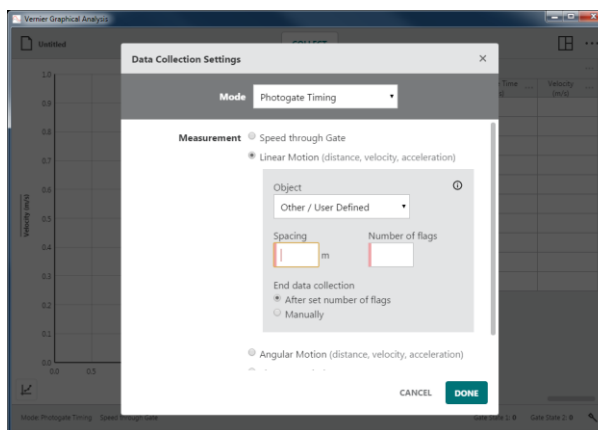 Vernier Graphical Analysis
Untitled
COLLECT
Data Collection Settings
×
Mode Photogate Timing
Measurement Speed through Gate
Linear Motion (distance, velocity, acceleration)
Object
Other / User Defined
Spacing Number of flags
m
End data collection
After set number of flags
Manually
Angular Motion (distance, velocity, acceleration)
CANCEL DONE
Time Velocity
(m/s)
1.0
0.9
0.8
0.7
0.6
0.5
0.4
0.3
0.2
0.1
0.0
Velocity (m/s)
0.0 0.5
Mode: Photogate Timing Speed through Gate
Gate State 1: 0 Gate State 2: 0